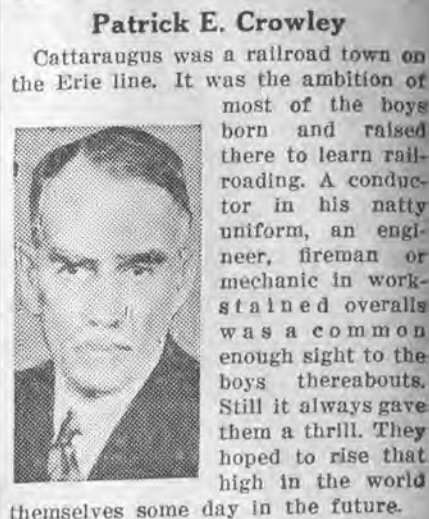 Patrick E. Crowley
Cattaraugus was a railroad town on
the Erie line. It was the ambition of
most of the boys
born and raised
there to learn rail-
roading. A conduc-
tor in his natty
uniform, an engi-
neer, fireman or
mechanic in work-
stained overalls
was a common
enough sight to the
boys thereabouts.
Still it always gave
them a thrill. They
hoped to rise that
high in the world
themselves some day in the future.